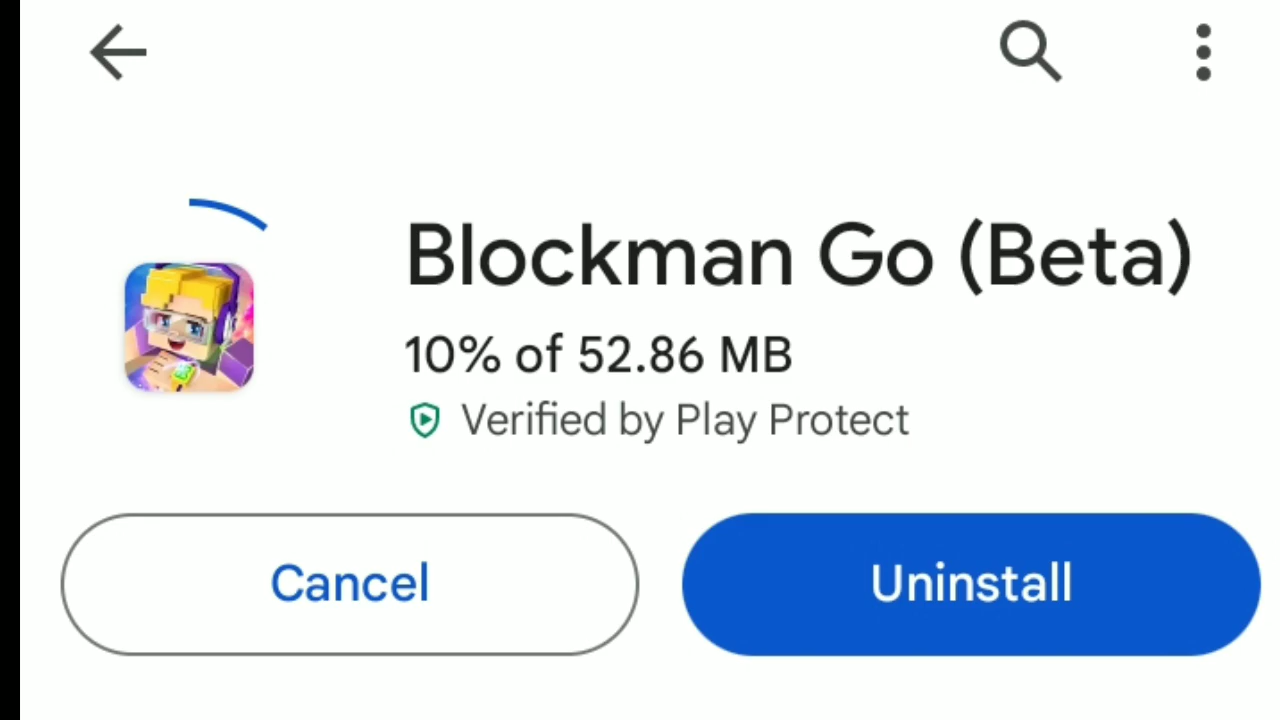 Blockman Go (Beta)
10% of 52.86 MB
Verified by Play Protect
Cancel
Uninstall